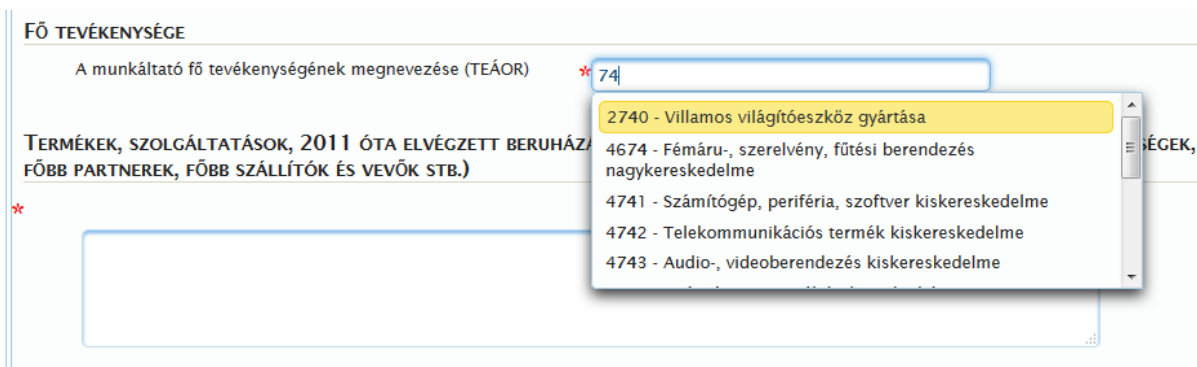 FŐ TEVÉKENYSÉGE
A munkáltató fő tevékenységének megnevezése (TEÁOR)
* 74
2740 - Villamos világítóeszköz gyártása
4674 - Fémáru-, szerelvény, fűtési berendezés
nagykereskedelme
4741 - Számítógép, periféria, szoftver kiskereskedelme
4742 - Telekommunikációs termék kiskereskedelme
4743 - Audio-, videoberendezés kiskereskedelme
TERMÉKEK, SZOLGÁLTATÁSOK, 2011 ÓTA ELVÉGZETT
FŐBB PARTNEREK, FŐBB SZÁLLÍTÓK ÉS VEVŐK STB.)
*